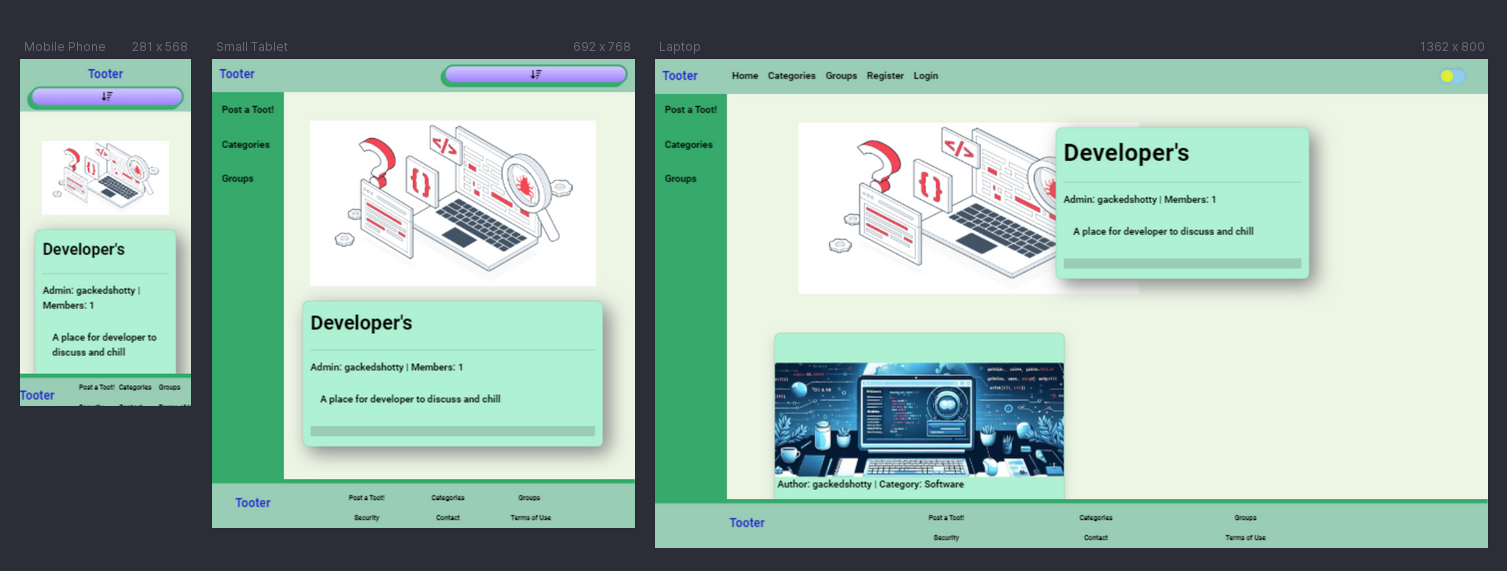 Mobile Phone 281 x 568
Tooter
Developer's
Admin: gackedshotty |
Members: 1
A place for developer to
discuss and chill
Tooter
Post a Toot! Categories Groups
Small Tablet 692 x 768
Tooter
Post a Toot!
Categories
Groups
</>
{ }
Developer's
Admin: gackedshotty | Members: 1
A place for developer to discuss and chill
Tooter
Post a Toot! Categories Groups
Security Contact Terms of Use
Laptop 1362 x 800
Tooter Home Categories Groups Register Login
Post a Toot!
Categories
Groups
</>
{ }
Developer's
Admin: gackedshotty | Members: 1
A place for developer to discuss and chill
Author: gackedshotty | Category: Software
Tooter
Post a Toot! Categories Groups
Security Contact Terms of Use